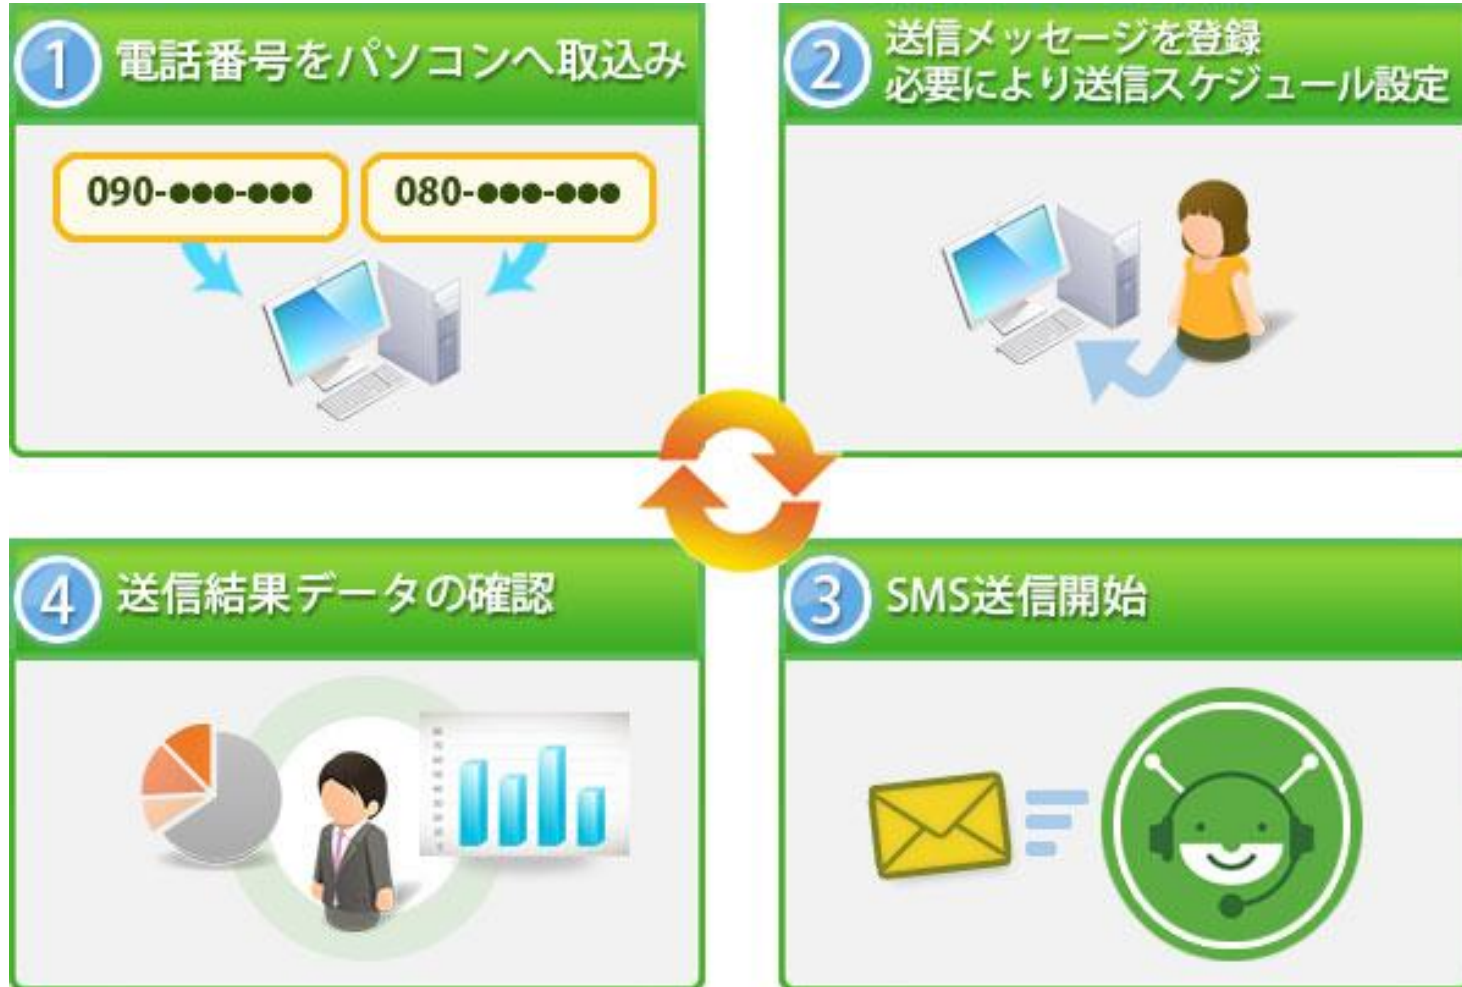 1 電話番号をパソコンへ取込み
090-●●●-●●●
080-●●●-●●●
2 送信メッセージを登録
必要により送信スケジュール設定
3 SMS送信開始
4 送信結果データの確認